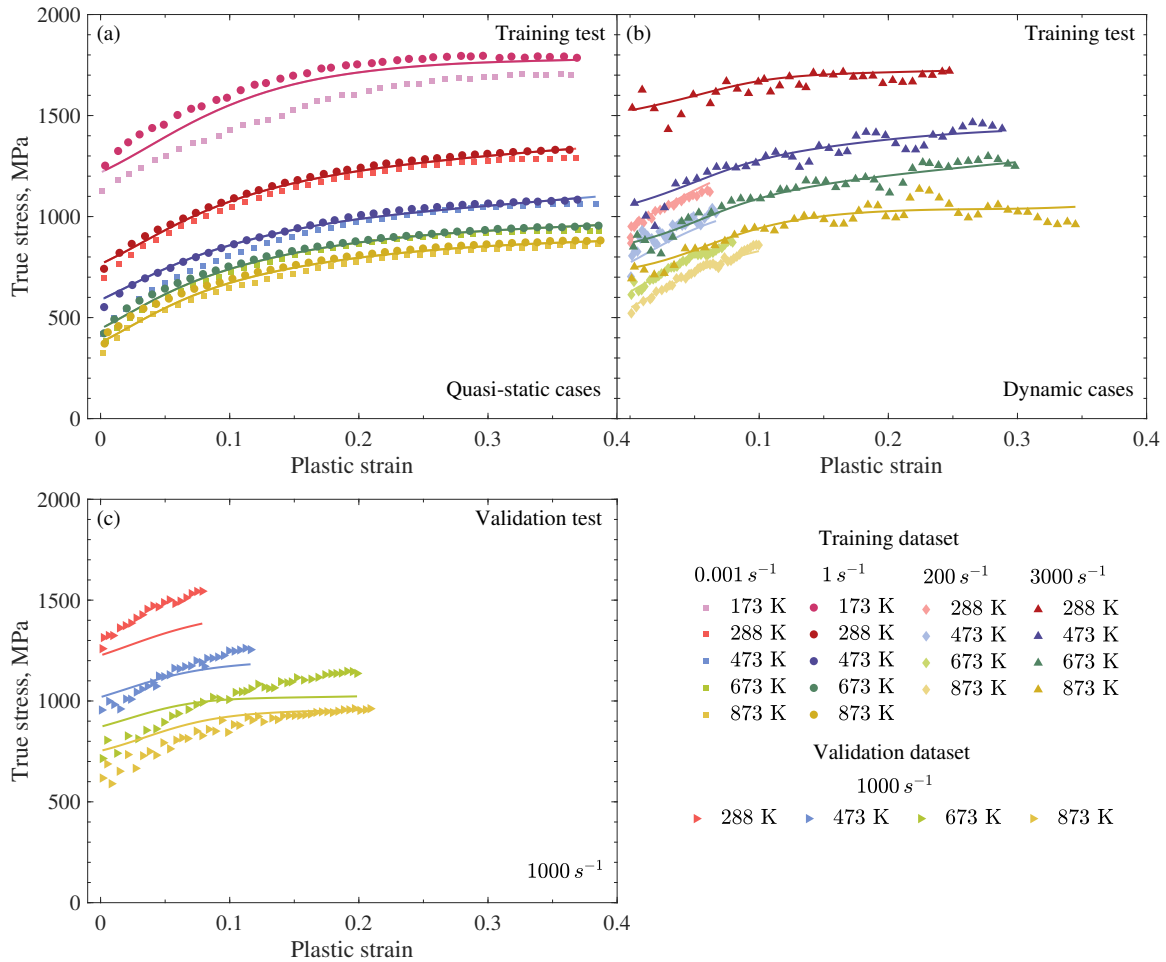 (a) Training test
2000
1500
1000
500
0
True stress, MPa
Quasi-static cases
0 0.1 0.2 0.3 0.4
Plastic strain
(b) Training test
Dynamic cases
0.1 0.2 0.3 0.4
Plastic strain
(c) Validation test
2000
1500
1000
500
0
True stress, MPa
1000 s⁻¹
0 0.1 0.2 0.3 0.4
Plastic strain
Training dataset
0.001 s⁻¹ 1 s⁻¹ 200 s⁻¹ 3000 s⁻¹
173 K 173 K 288 K 288 K
288 K 288 K 473 K 473 K
473 K 473 K 673 K 673 K
673 K 673 K 873 K 873 K
873 K 873 K
Validation dataset
1000 s⁻¹
288 K 473 K 673 K 873 K